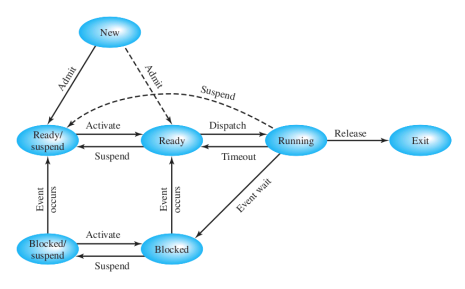 New
Admit
Admit
Suspend
Ready/
suspend
Activate
Suspend
Ready
Dispatch
Timeout
Running
Release
Exit
Event
occurs
Event
occurs
Event wait
Blocked/
suspend
Activate
Suspend
Blocked